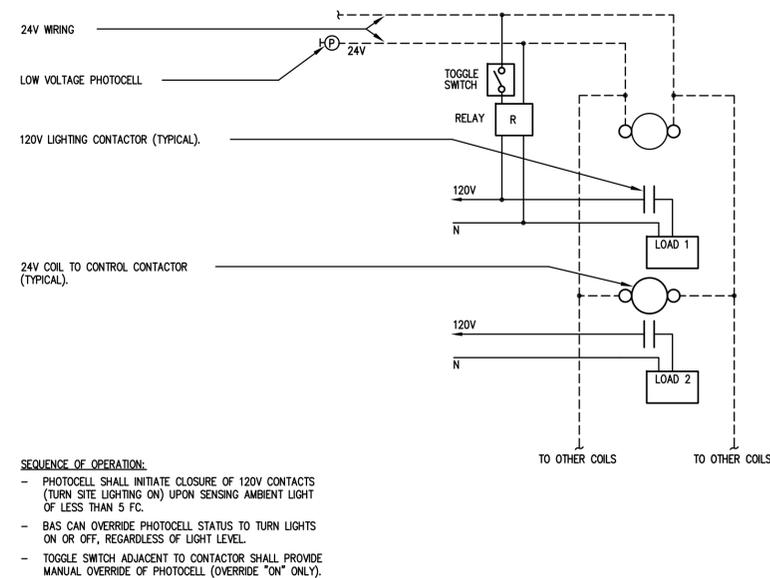 24V WIRING
P
24V
LOW VOLTAGE PHOTOCELL
TOGGLE
SWITCH
RELAY
R
120V LIGHTING CONTACTOR (TYPICAL).
120V
N
LOAD 1
24V COIL TO CONTROL CONTACTOR
(TYPICAL).
120V
N
LOAD 2
TO OTHER COILS
TO OTHER COILS
SEQUENCE OF OPERATION:
– PHOTOCELL SHALL INITIATE CLOSURE OF 120V CONTACTS
(TURN SITE LIGHTING ON) UPON SENSING AMBIENT LIGHT
OF LESS THAN 5 FC.
– BAS CAN OVERRIDE PHOTOCELL STATUS TO TURN LIGHTS
ON OR OFF, REGARDLESS OF LIGHT LEVEL.
– TOGGLE SWITCH ADJACENT TO CONTACTOR SHALL PROVIDE
MANUAL OVERRIDE OF PHOTOCELL (OVERRIDE "ON" ONLY).